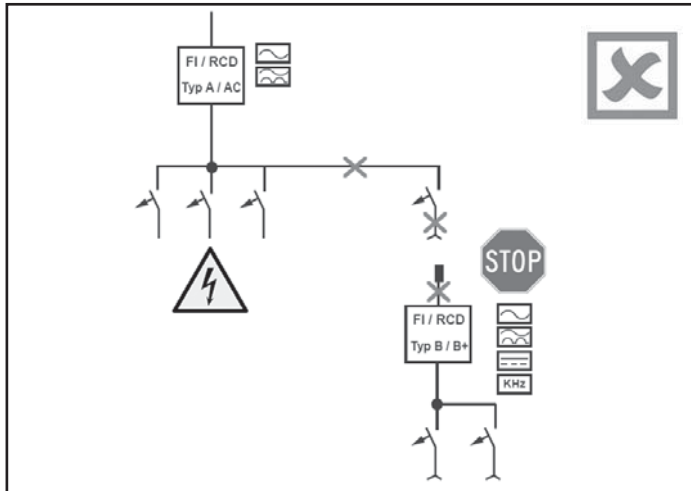 FI / RCD
Typ A / AC
STOP
FI / RCD
Typ B / B+
KHz